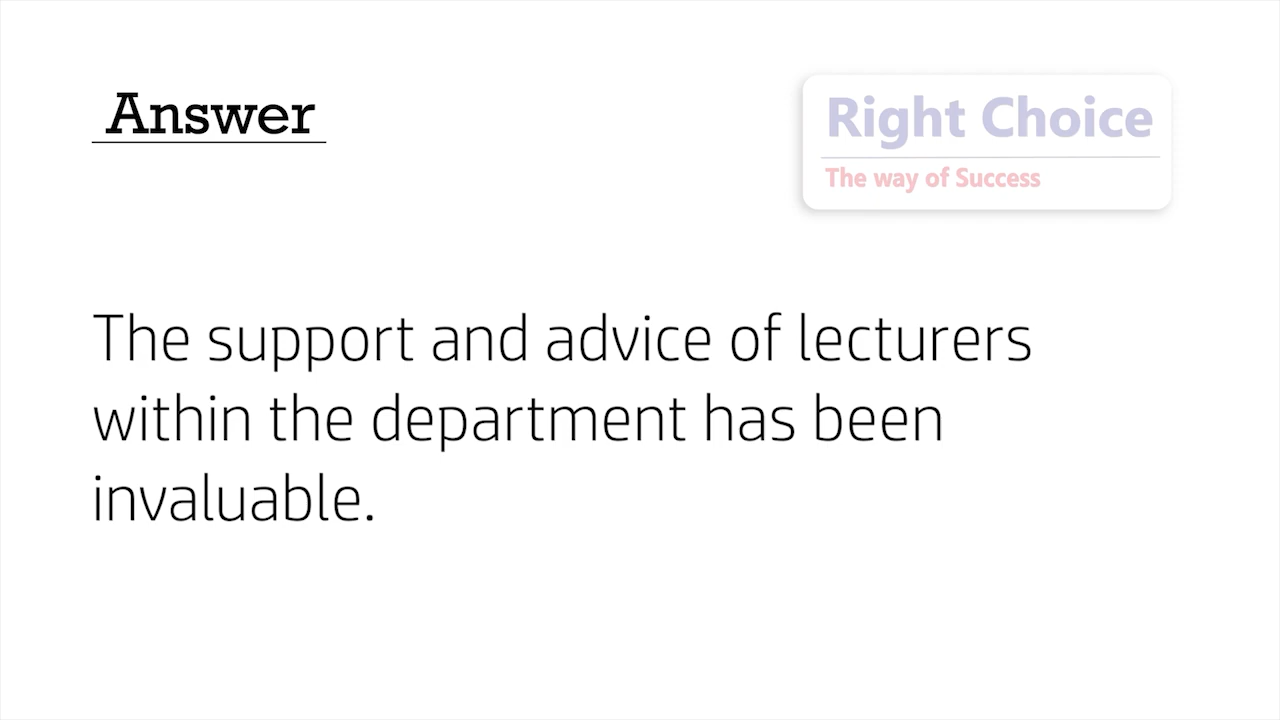 Answer
Right Choice
The way of Success
The support and advice of lecturers
within the department has been
invaluable.